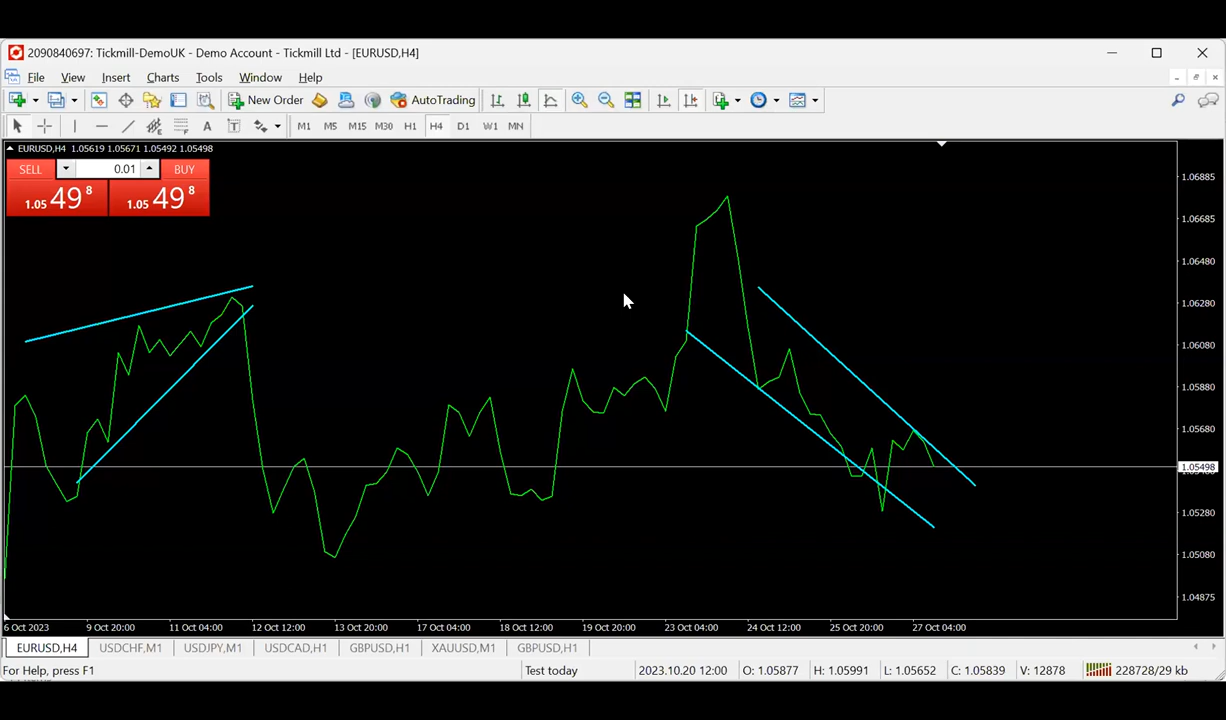 2090840697: Tickmill-DemoUK - Demo Account - Tickmill Ltd - [EURUSD,H4]
File View Insert Charts Tools Window Help
New Order AutoTrading
A T M1 M5 M15 M30 H1 H4 D1 W1 MN
EURUSD,H4 1.05619 1.05671 1.05492 1.05498
SELL 0.01 BUY
1.05 49 8 1.05 49 8
1.06885
1.06685
1.06480
1.06280
1.06080
1.05880
1.05680
1.05498
1.05280
1.05080
1.04875
6 Oct 2023 9 Oct 20:00 11 Oct 04:00 12 Oct 12:00 13 Oct 20:00 17 Oct 04:00 18 Oct 12:00 19 Oct 20:00 23 Oct 04:00 24 Oct 12:00 25 Oct 20:00 27 Oct 04:00
EURUSD,H4 USDCHF,M1 USDJPY,M1 USDCAD,H1 GBPUSD,H1 XAUUSD,M1 GBPUSD,H1
For Help, press F1 Test today 2023.10.20 12:00 O: 1.05877 H: 1.05991 L: 1.05652 C: 1.05839 V: 12878 228728/29 kb